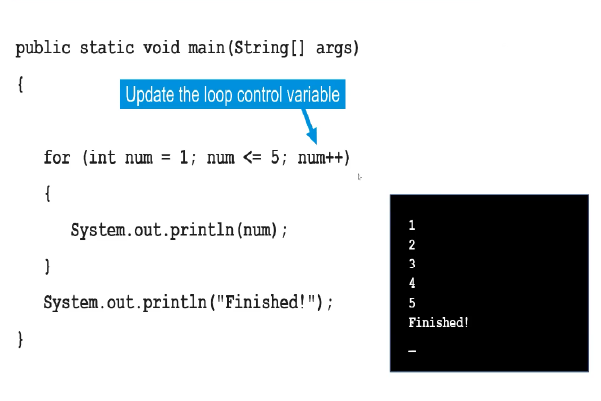 public static void main(String[] args)
{
Update the loop control variable
for (int num = 1; num <= 5; num++)
{
System.out.println(num);
}
System.out.println("Finished!");
}
1
2
3
4
5
Finished!
_